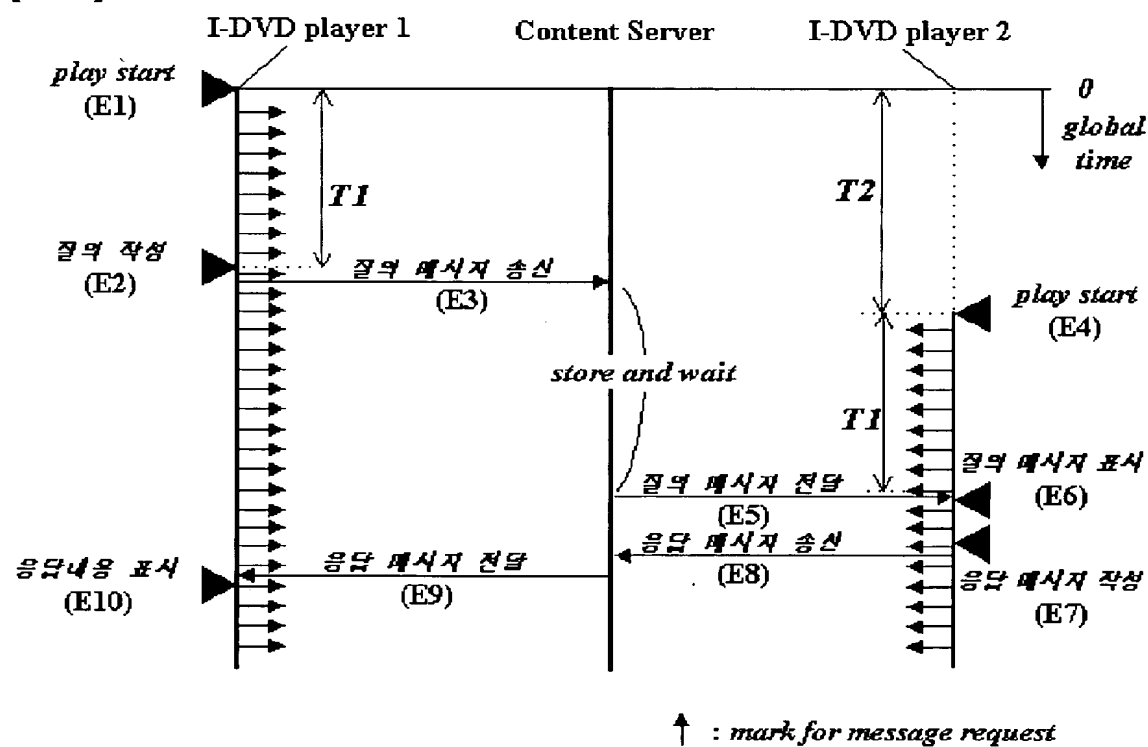 I-DVD player 1 Content Server I-DVD player 2
play start
(E1)
0
global
time
T1
T2
질의 작성
(E2)
질의 메시지 송신
(E3)
play start
(E4)
store and wait
T1
질의 메시지 전달
(E5)
질의 메시지 표시
(E6)
응답 메시지 송신
(E8)
응답내용 표시
(E10)
응답 메시지 전달
(E9)
응답 메시지 작성
(E7)
: mark for message request